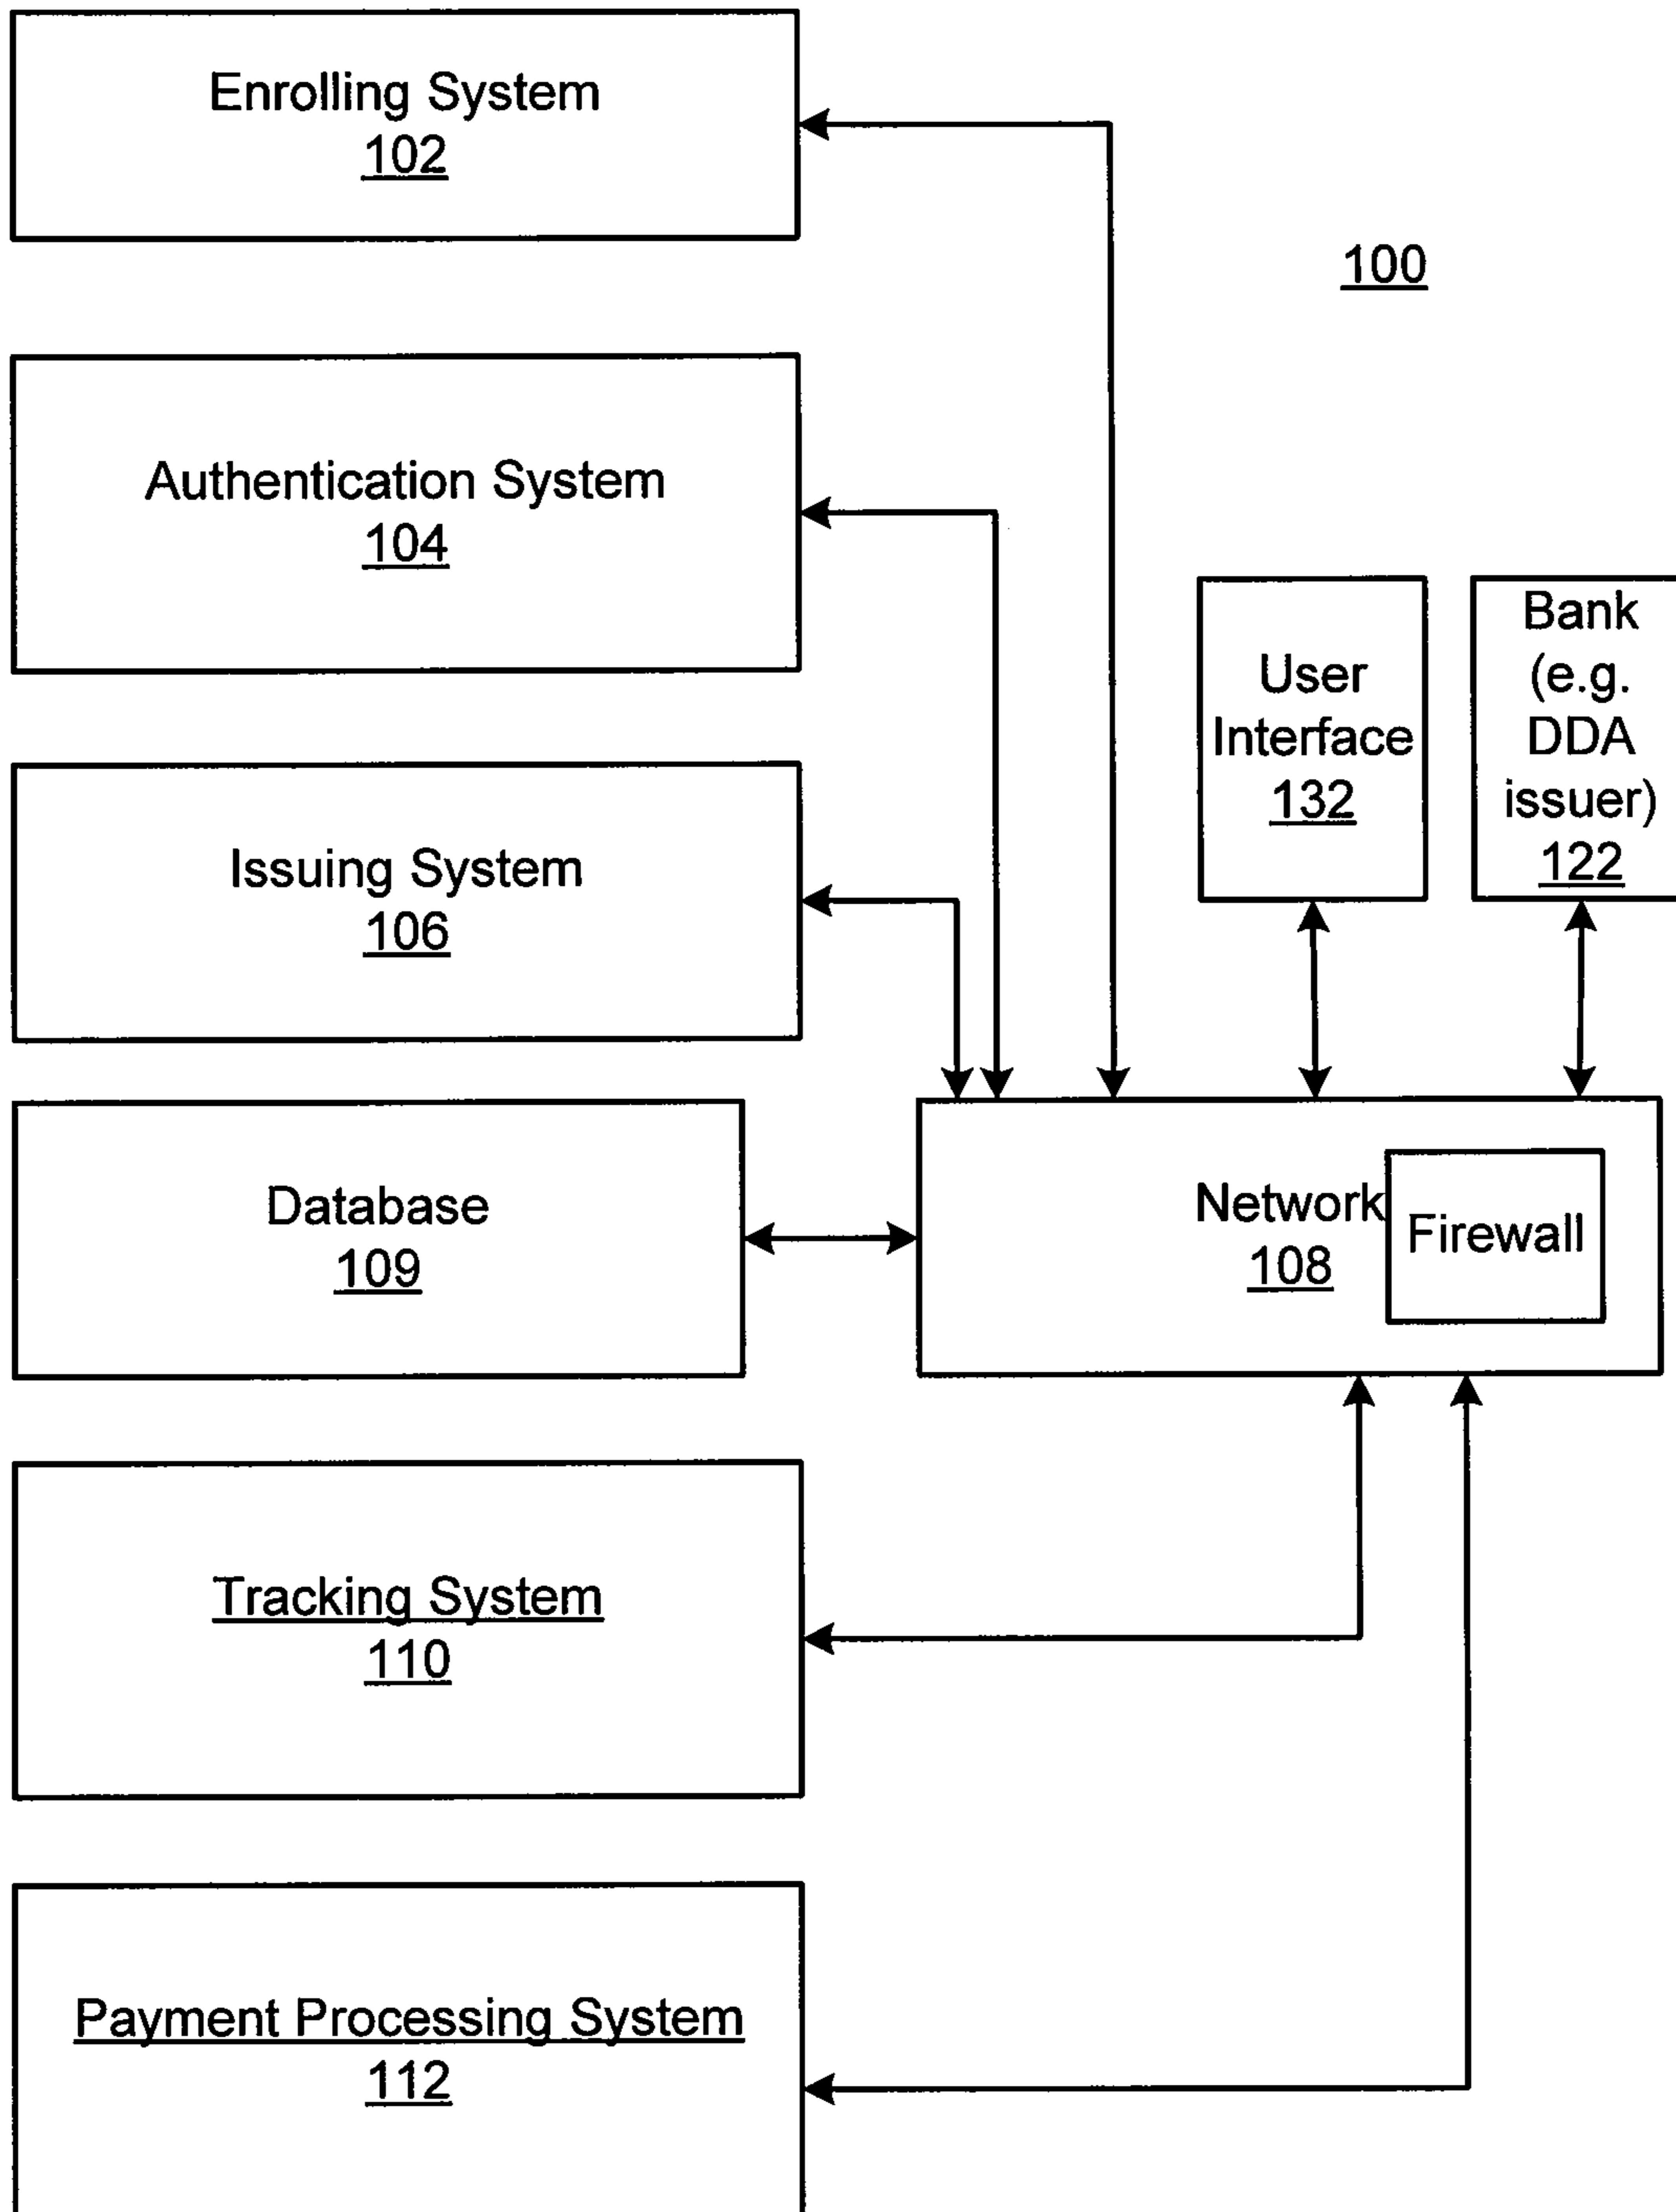 Enrolling System
102
100
Authentication System
104
User
Interface
132
Bank
(e.g.
DDA
issuer)
122
Issuing System
106
Database
109
Network
108
Firewall
Tracking System
110
Payment Processing System
112